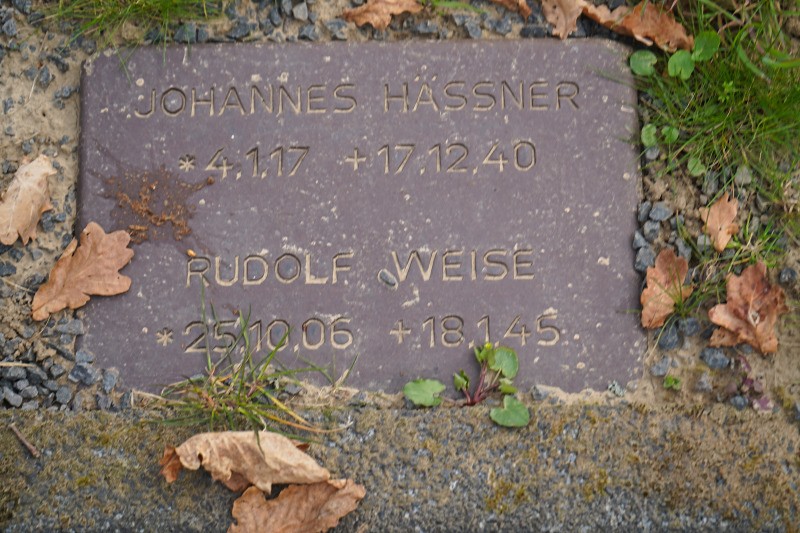 JOHANNES HÄSSNER
*4.1.17 +17.12.40
RUDOLF WEISE
*25.10.06 +18.1.45